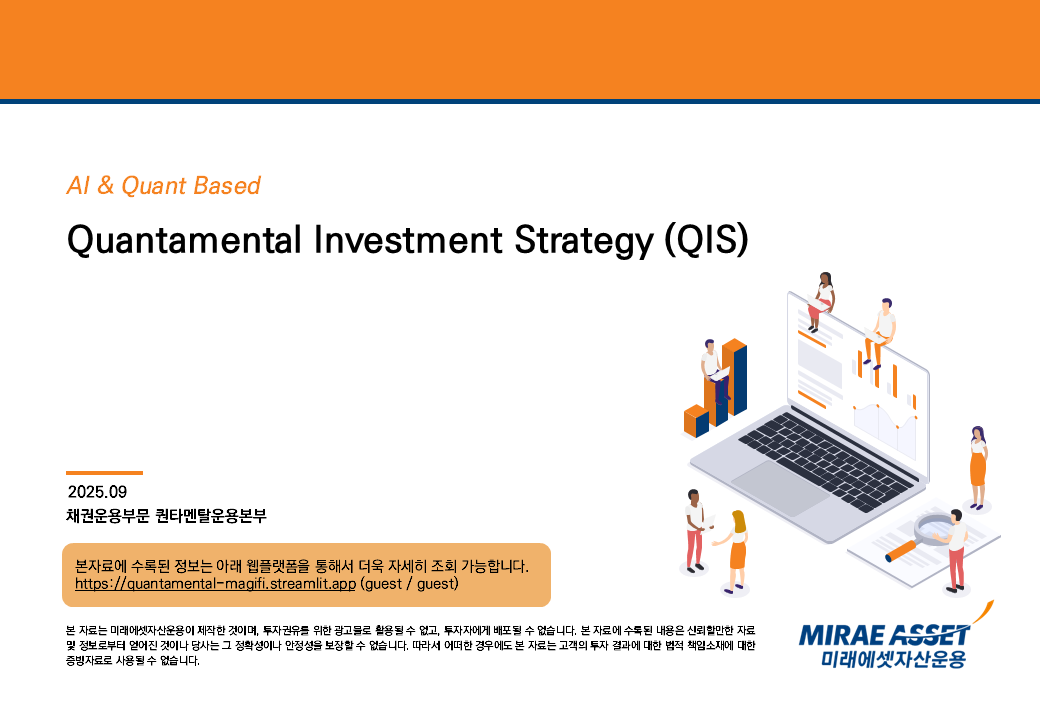 AI & Quant Based
Quantamental Investment Strategy (QIS)
2025.09
채권운용부문 퀀타멘탈운용본부
본자료에 수록된 정보는 아래 웹플랫폼을 통해서 더욱 자세히 조회 가능합니다.
https://quantamental-magifi.streamlit.app (guest / guest)
본 자료는 미래에셋자산운용이 제작한 것이며, 투자권유를 위한 광고물로 활용될 수 없고, 투자자에게 배포될 수 없습니다. 본 자료에 수록된 내용은 신뢰할만한 자료
및 정보로부터 얻어진 것이나 당사는 그 정확성이나 안정성을 보장할 수 없습니다. 따라서 어떠한 경우에도 본 자료는 고객의 투자 결과에 대한 법적 책임소재에 대한
증빙자료로 사용될 수 없습니다.
MIRAE ASSET
미래에셋자산운용